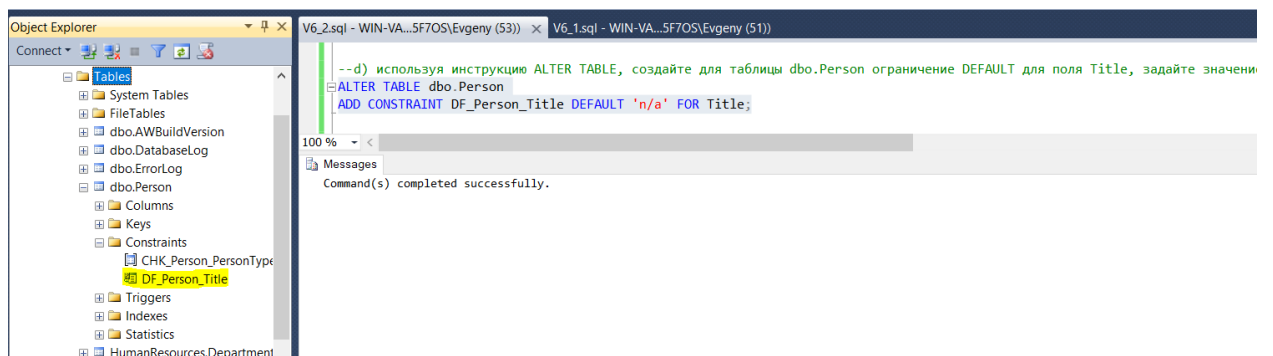 Object Explorer
Connect
Tables
System Tables
FileTables
dbo.AWBuildVersion
dbo.DatabaseLog
dbo.ErrorLog
dbo.Person
Columns
Keys
Constraints
CHK_Person_PersonType
DF_Person_Title
Triggers
Indexes
Statistics
HumanResources.Department
V6_2.sql - WIN-VA...5F7OS\Evgeny (53)) V6_1.sql - WIN-VA...5F7OS\Evgeny (51))
--d) используя инструкцию ALTER TABLE, создайте для таблицы dbo.Person ограничение DEFAULT для поля Title, задайте значени
ALTER TABLE dbo.Person
ADD CONSTRAINT DF_Person_Title DEFAULT 'n/a' FOR Title;
100 %
Messages
Command(s) completed successfully.